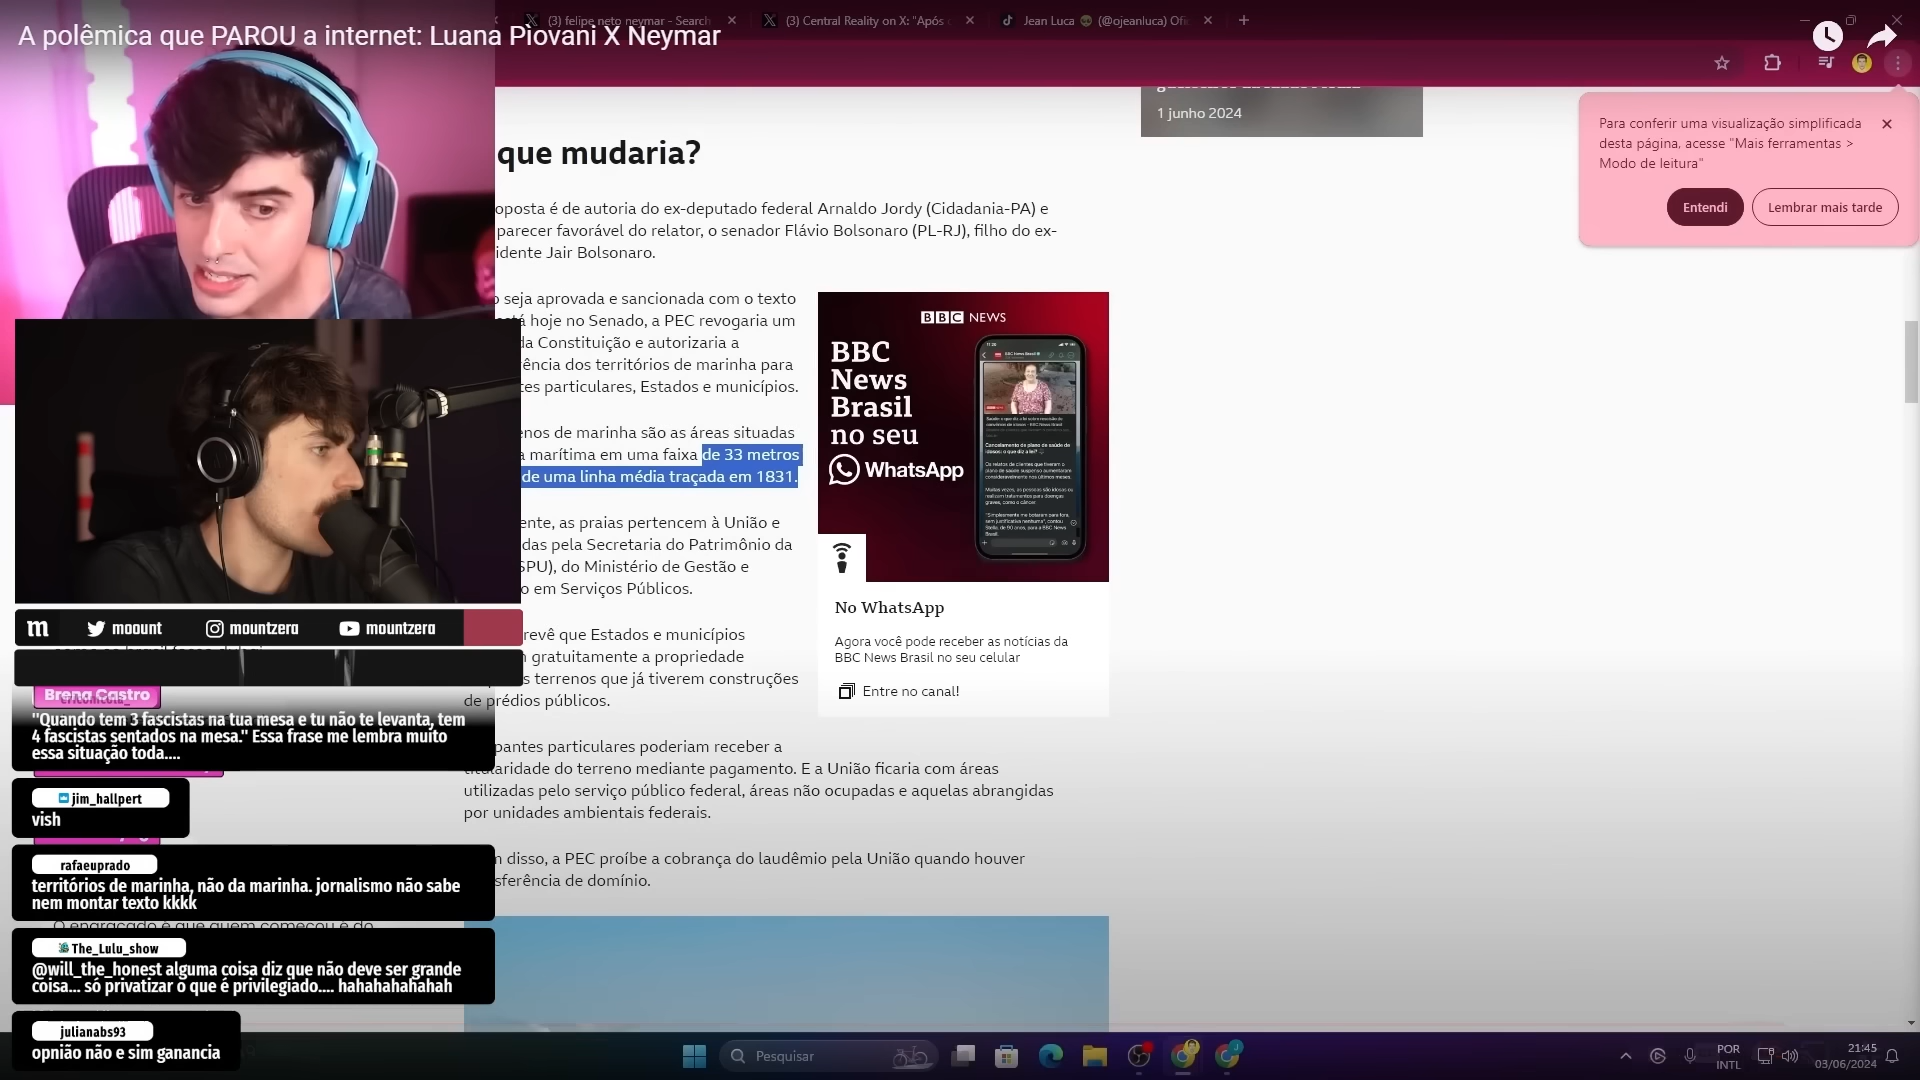 (3) felipe neto neymar - Search
(3) Central Reality on X: "Após
Jean Luca
(@ojeanluca) Ofi
A polêmica que PAROU a internet: Luana Piovani X Neymar
1 junho 2024
Para conferir uma visualização simplificada
desta página, acesse "Mais ferramentas >
Modo de leitura"
Entendi
Lembrar mais tarde
que mudaria?
oposta é de autoria do ex-deputado federal Arnaldo Jordy (Cidadania-PA) e
parecer favorável do relator, o senador Flávio Bolsonaro (PL-RJ), filho do ex-
idente Jair Bolsonaro.
o seja aprovada e sancionada com o texto
está hoje no Senado, a PEC revogaria um
da Constituição e autorizaria a
ência dos territórios de marinha para
tes particulares, Estados e municípios.
enos de marinha são as áreas situadas
a marítima em uma faixa de 33 metros
de uma linha média traçada em 1831.
ente, as praias pertencem à União e
das pela Secretaria do Patrimônio da
SPU), do Ministério de Gestão e
o em Serviços Públicos.
revê que Estados e municípios
m gratuitamente a propriedade
s terrenos que já tiverem construções
de prédios públicos.
pantes particulares poderiam receber a
titularidade do terreno mediante pagamento. E a União ficaria com áreas
utilizadas pelo serviço público federal, áreas não ocupadas e aquelas abrangidas
por unidades ambientais federais.
m disso, a PEC proíbe a cobrança do laudêmio pela União quando houver
sferência de domínio.
BBC NEWS
BBC
News
Brasil
no seu
WhatsApp
No WhatsApp
Agora você pode receber as notícias da
BBC News Brasil no seu celular
Entre no canal!
m
moount
mountzera
mountzera
Brena Castro
"Quando tem 3 fascistas na tua mesa e tu não te levanta, tem
4 fascistas sentados na mesa." Essa frase me lembra muito
essa situação toda....
jim_hallpert
vish
rafaeuprado
territórios de marinha, não da marinha. jornalismo não sabe
nem montar texto kkkk
O engraçado é que quem começou é do
The_Lulu_show
@will_the_honest alguma coisa diz que não deve ser grande
coisa... só privatizar o que é privilegiado.... hahahahahahah
julianabs93
opnião não e sim ganancia
Pesquisar
POR
INTL
21:45
03/06/2024